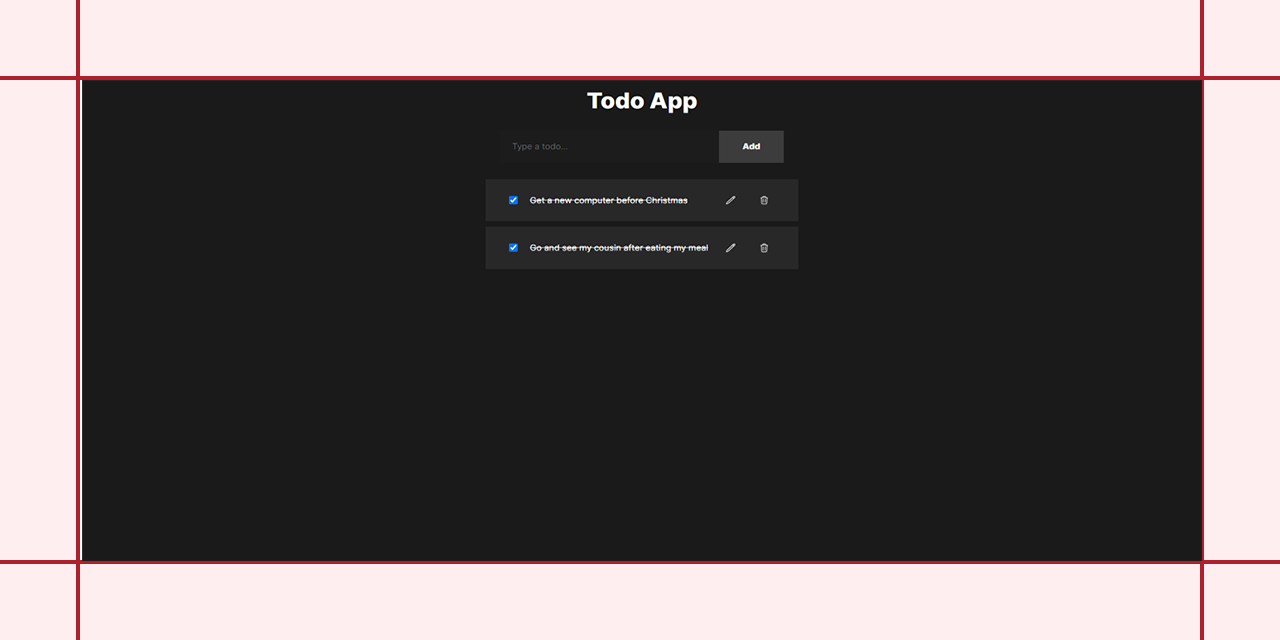 Todo App
Type a todo...
Add
Get a new computer before Christmas
Go and see my cousin after eating my meal